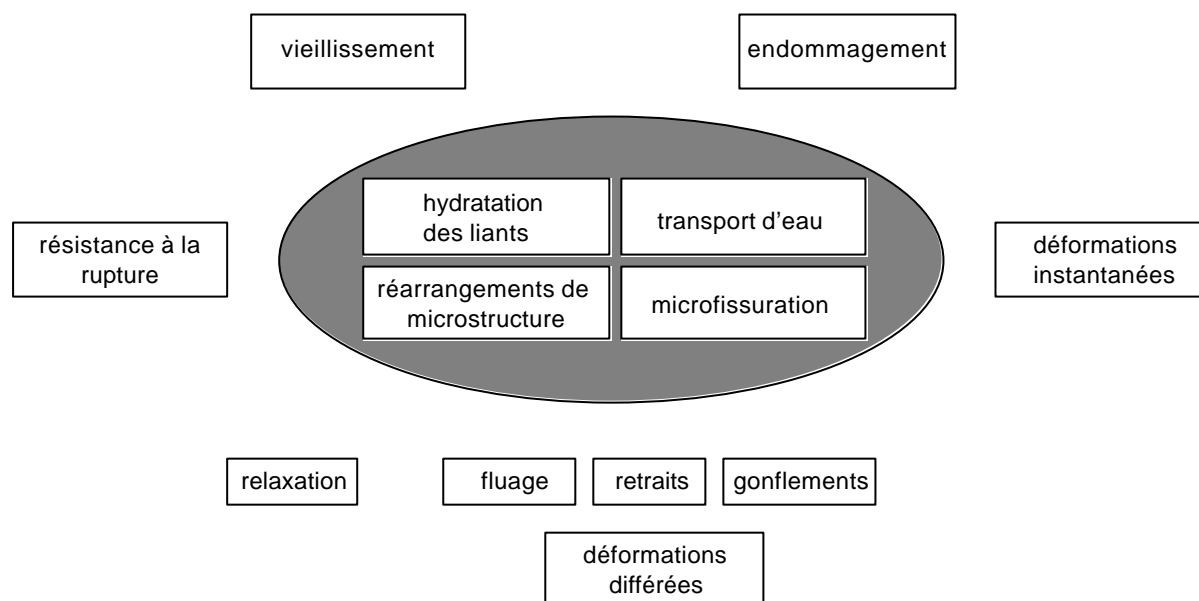 vieillissement
endommagement
hydratation
des liants
transport d'eau
résistance à la
rupture
déformations
instantanées
réarrangements de
microstructure
microfissuration
relaxation
fluage
retraits
gonflements
déformations
différées